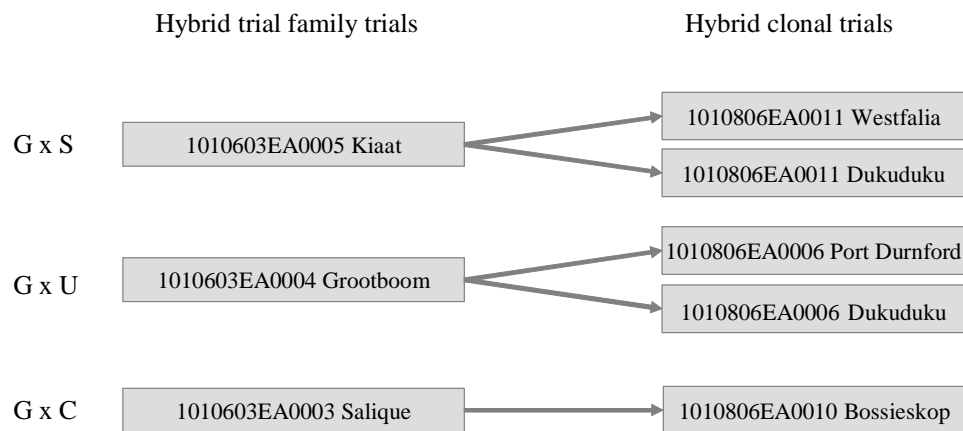 Hybrid trial family trials
Hybrid clonal trials
G x S
1010603EA0005 Kiaat
1010806EA0011 Westfalia
1010806EA0011 Dukuduku
G x U
1010603EA0004 Grootboom
1010806EA0006 Port Durnford
1010806EA0006 Dukuduku
G x C
1010603EA0003 Salique
1010806EA0010 Bossieskop